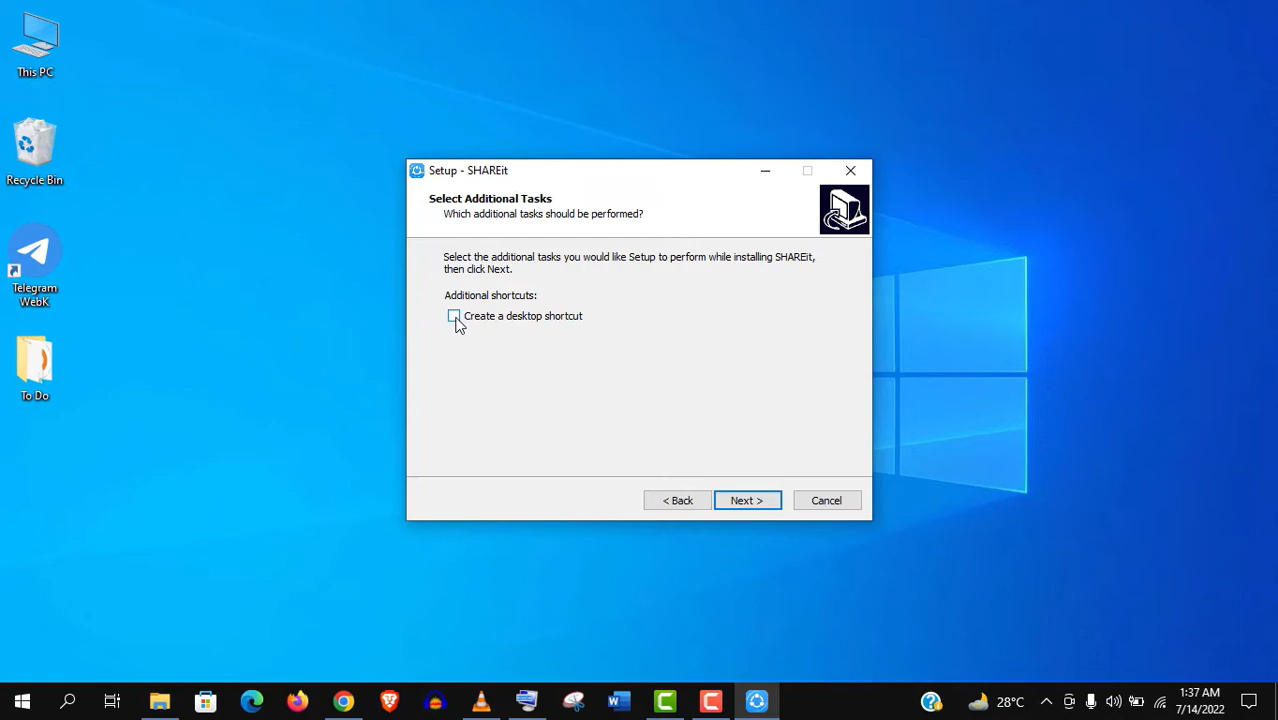 This PC
Recycle Bin
Telegram
WebK
To Do
Setup - SHAREit
Select Additional Tasks
Which additional tasks should be performed?
Select the additional tasks you would like Setup to perform while installing SHAREit,
then click Next.
Additional shortcuts:
Create a desktop shortcut
< Back
Next >
Cancel
28°C
1:37 AM
7/14/2022